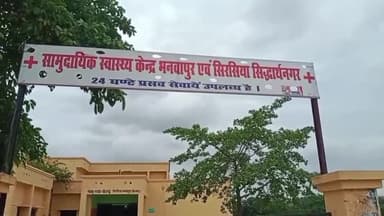 सामुदायिक स्वास्थ्य केन्द्र भनवापुर एवं सिरसिया सिद्धार्थनगर
24 घण्टे प्रसव सेवायें उपलब्ध है ।